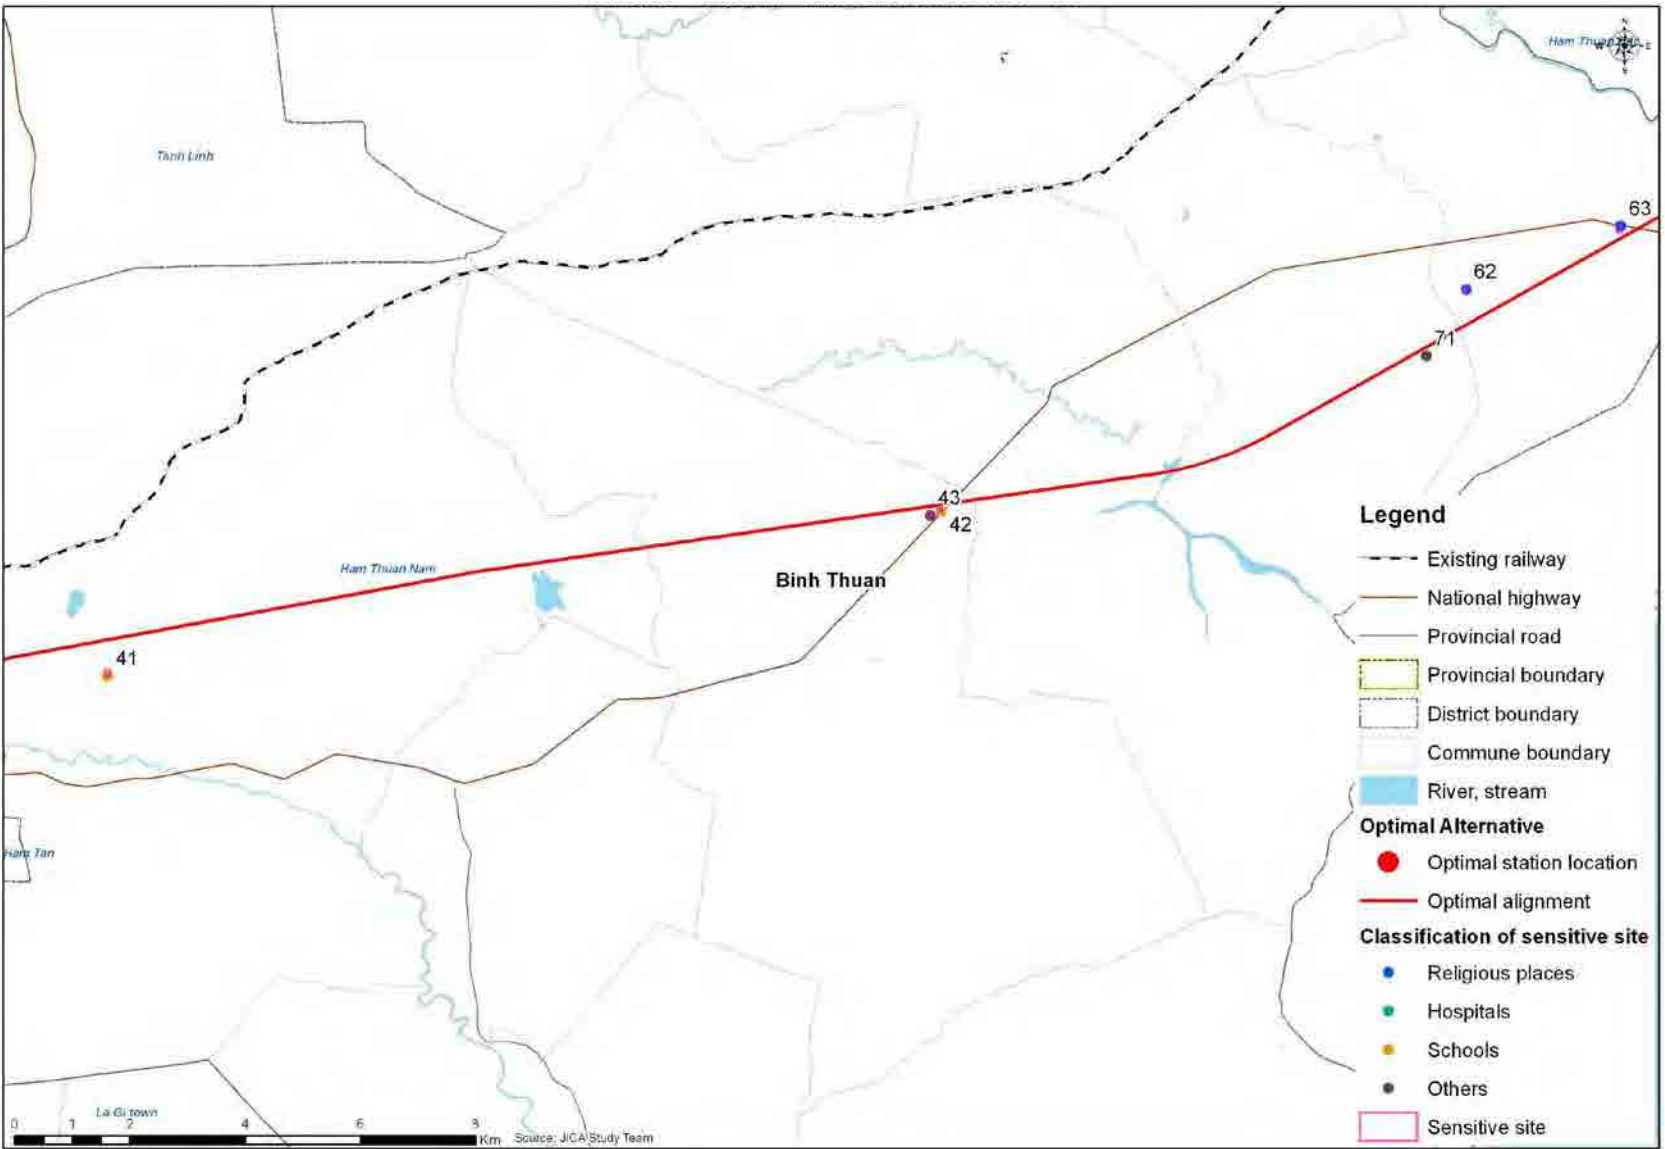 Tanh Linh
63
62
71
43
42
Ham Thuan Nam
Binh Thuan
41
Ham Tan
La Gi town
Legend
Existing railway
National highway
Provincial road
Provincial boundary
District boundary
Commune boundary
River, stream
Optimal Alternative
Optimal station location
Optimal alignment
Classification of sensitive site
Religious places
Hospitals
Schools
Others
Sensitive site
0 1 2 4 6 8
Km
Source: JICA Study Team
N
W
E
S
Ham Thuan